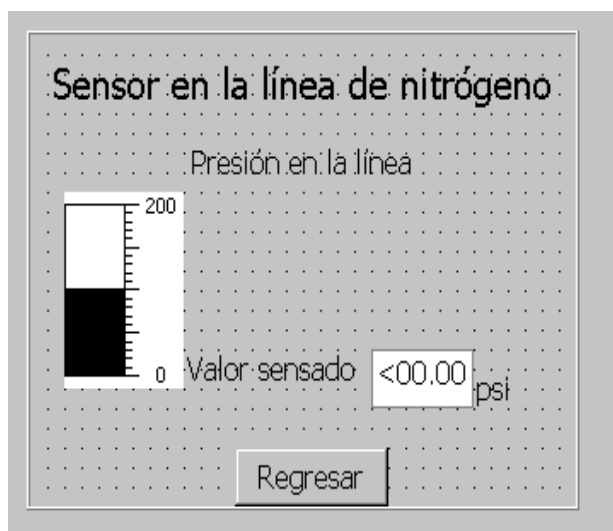 Sensor en la línea de nitrógeno
Presión en la línea
200
0
Valor sensado <00.00 psi
Regresar